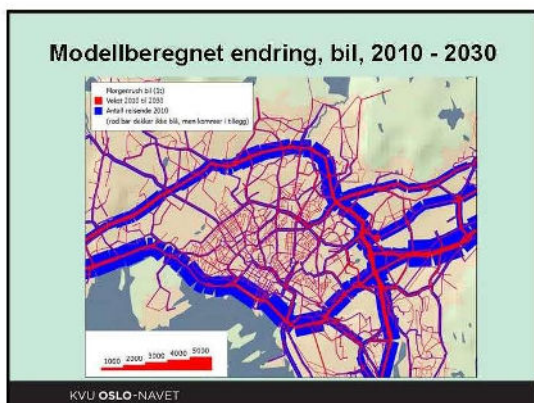 Modellberegnet endring, bil, 2010 - 2030
Morgenrush bil (1t)
Vekst 2010 til 2030
Antall reisende 2010
(rød bar dekker ikke blå, men kommer i tillegg)
1000 2000 3000 4000 5000
KVU OSLO-NAVET